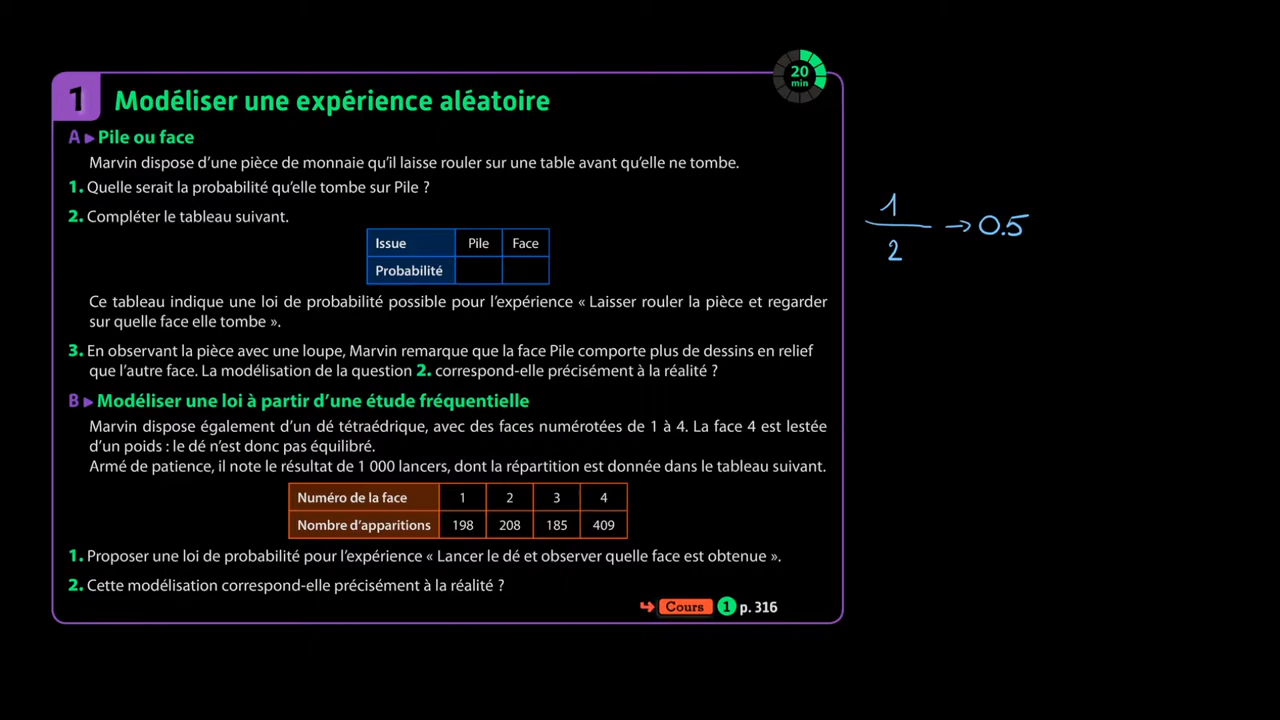 20
min
1 Modéliser une expérience aléatoire
A ▸ Pile ou face
Marvin dispose d’une pièce de monnaie qu’il laisse rouler sur une table avant qu’elle ne tombe.
1. Quelle serait la probabilité qu’elle tombe sur Pile ?
2. Compléter le tableau suivant.
Issue Pile Face
Probabilité
Ce tableau indique une loi de probabilité possible pour l’expérience « Laisser rouler la pièce et regarder
sur quelle face elle tombe ».
3. En observant la pièce avec une loupe, Marvin remarque que la face Pile comporte plus de dessins en relief
que l’autre face. La modélisation de la question 2. correspond-elle précisément à la réalité ?
B ▸ Modéliser une loi à partir d’une étude fréquentielle
Marvin dispose également d’un dé tétraédrique, avec des faces numérotées de 1 à 4. La face 4 est lestée
d’un poids : le dé n’est donc pas équilibré.
Armé de patience, il note le résultat de 1 000 lancers, dont la répartition est donnée dans le tableau suivant.
Numéro de la face 1 2 3 4
Nombre d’apparitions 198 208 185 409
1. Proposer une loi de probabilité pour l’expérience « Lancer le dé et observer quelle face est obtenue ».
2. Cette modélisation correspond-elle précisément à la réalité ?
↪ Cours 1 p. 316
1
2
→ 0.5